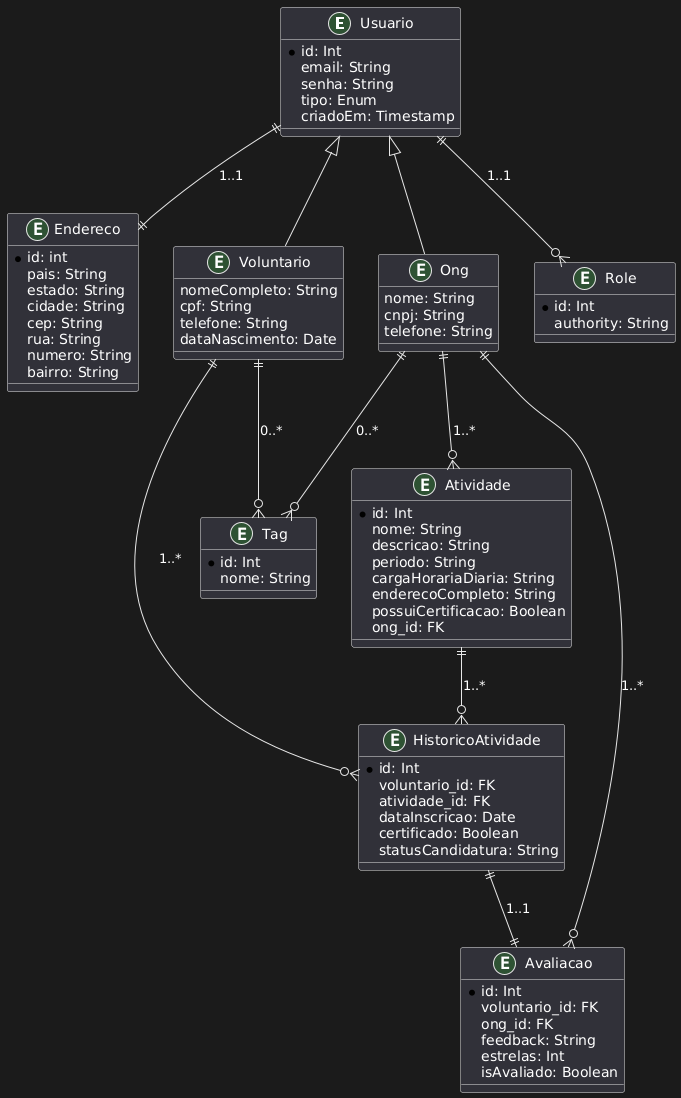 E Usuario
id: Int
email: String
senha: String
tipo: Enum
criadoEm: Timestamp
1..1
1..1
E Endereco
id: int
pais: String
estado: String
cidade: String
cep: String
rua: String
numero: String
bairro: String
E Voluntario
nomeCompleto: String
cpf: String
telefone: String
dataNascimento: Date
E Ong
nome: String
cnpj: String
telefone: String
E Role
id: Int
authority: String
0..*
0..*
1..*
E Tag
id: Int
nome: String
1..*
E Atividade
id: Int
nome: String
descricao: String
periodo: String
cargaHorariaDiaria: String
enderecoCompleto: String
possuiCertificacao: Boolean
ong_id: FK
1..*
1..*
E HistoricoAtividade
id: Int
voluntario_id: FK
atividade_id: FK
dataInscricao: Date
certificado: Boolean
statusCandidatura: String
1..1
E Avaliacao
id: Int
voluntario_id: FK
ong_id: FK
feedback: String
estrelas: Int
isAvaliado: Boolean